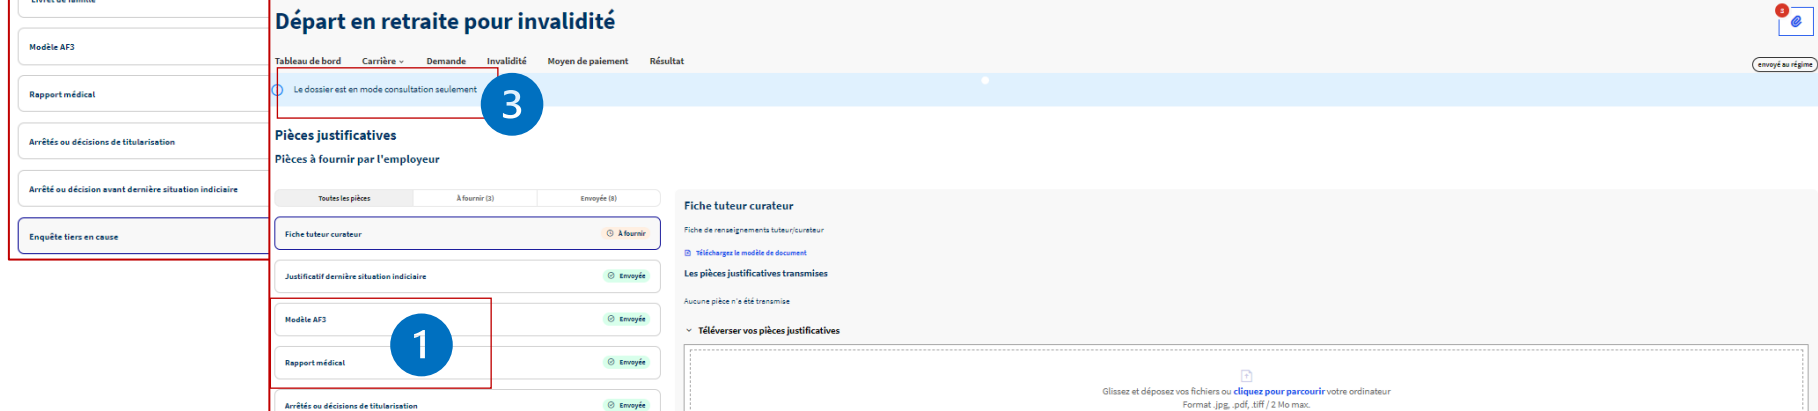 Livret de famille
Modèle AF3
Rapport médical
Arrêtés ou décisions de titularisation
Arrêté ou décision avant dernière situation indiciaire
Enquête tiers en cause
Départ en retraite pour invalidité
3
Tableau de bord Carrière Demande Invalidité Moyen de paiement Résultat
envoyé au régime
Le dossier est en mode consultation seulement
3
Pièces justificatives
Pièces à fournir par l'employeur
Toutes les pièces À fournir (3) Envoyée (8)
Fiche tuteur curateur À fournir
Justificatif dernière situation indiciaire Envoyée
Modèle AF3 Envoyée
1
Rapport médical Envoyée
Arrêtés ou décisions de titularisation Envoyée
Fiche tuteur curateur
Fiche de renseignements tuteur/curateur
Téléchargez le modèle de document
Les pièces justificatives transmises
Aucune pièce n'a été transmise
Téléverser vos pièces justificatives
Glissez et déposez vos fichiers ou cliquez pour parcourir votre ordinateur
Format .jpg, .pdf, .tiff / 2 Mo max.